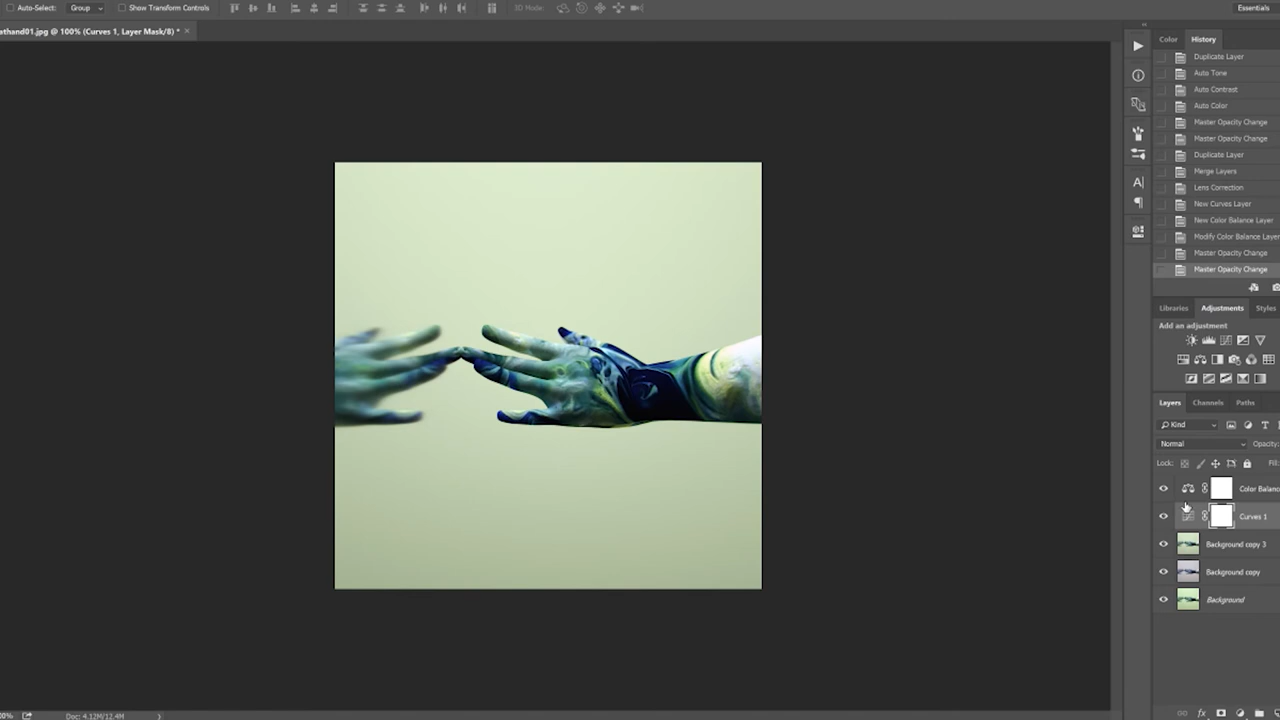 Auto-Select: Group Show Transform Controls 3D Mode: Essentials
athand01.jpg @ 100% (Curves 1, Layer Mask/8) * ×
Color History
Duplicate Layer
Auto Tone
Auto Contrast
Auto Color
Master Opacity Change
Master Opacity Change
Duplicate Layer
Merge Layers
Lens Correction
New Curves Layer
New Color Balance Layer
Modify Color Balance Layer
Master Opacity Change
Master Opacity Change
Libraries Adjustments Styles
Add an adjustment
Layers Channels Paths
Kind
Normal Opacity:
Lock: Fill:
Color Balanc
Curves 1
Background copy 3
Background copy
Background
fx
Doc: 4.12M/12.4M